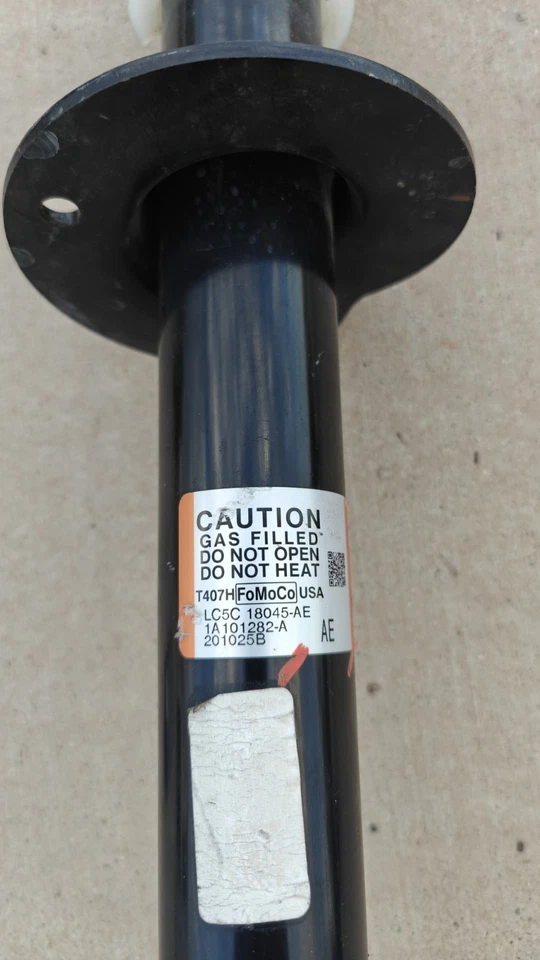 CAUTION
GAS FILLED
DO NOT OPEN
DO NOT HEAT
T407H FoMoCo USA
LC5C 18045-AE
1A101282-A
201025B
AE